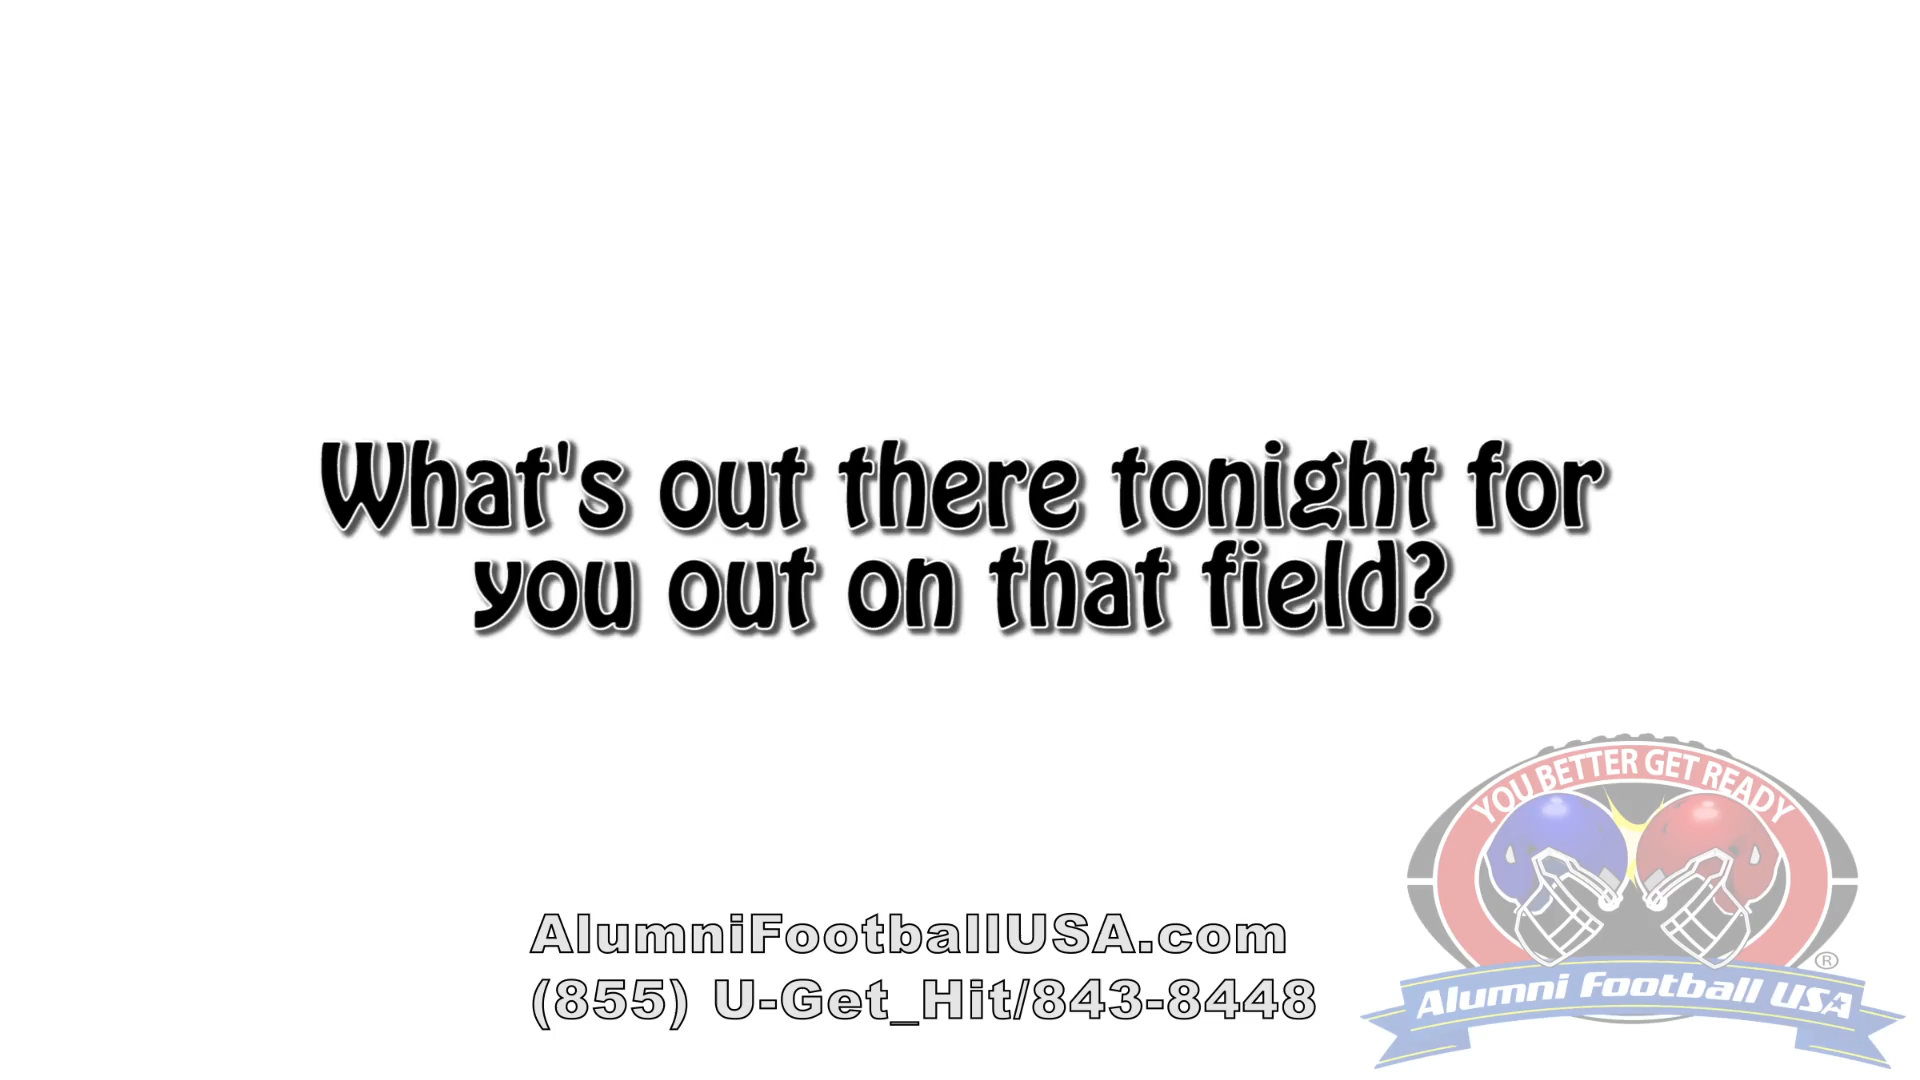 What's out there tonight for
you out on that field?
YOU BETTER GET READY
AlumniFootballUSA.com
(855) U-Get_Hit/843-8448
Alumni Football USA
®